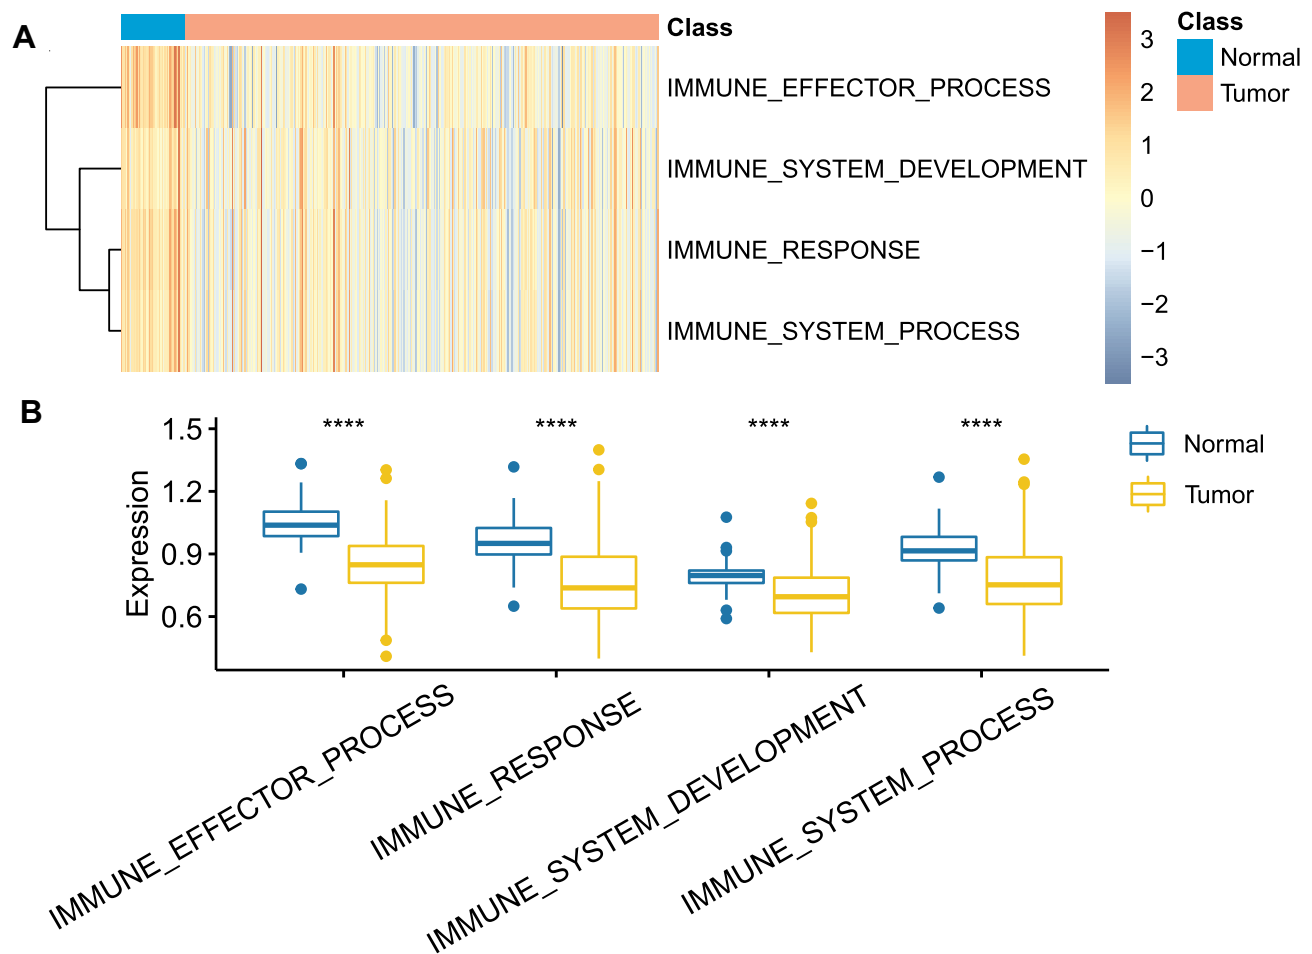 A
Class
IMMUNE_EFFECTOR_PROCESS
IMMUNE_SYSTEM_DEVELOPMENT
IMMUNE_RESPONSE
IMMUNE_SYSTEM_PROCESS
3
2
1
0
−1
−2
−3
Class
Normal
Tumor
B
Expression
1.5
1.2
0.9
0.6
****
****
****
****
Normal
Tumor
IMMUNE_EFFECTOR_PROCESS
IMMUNE_RESPONSE
IMMUNE_SYSTEM_DEVELOPMENT
IMMUNE_SYSTEM_PROCESS